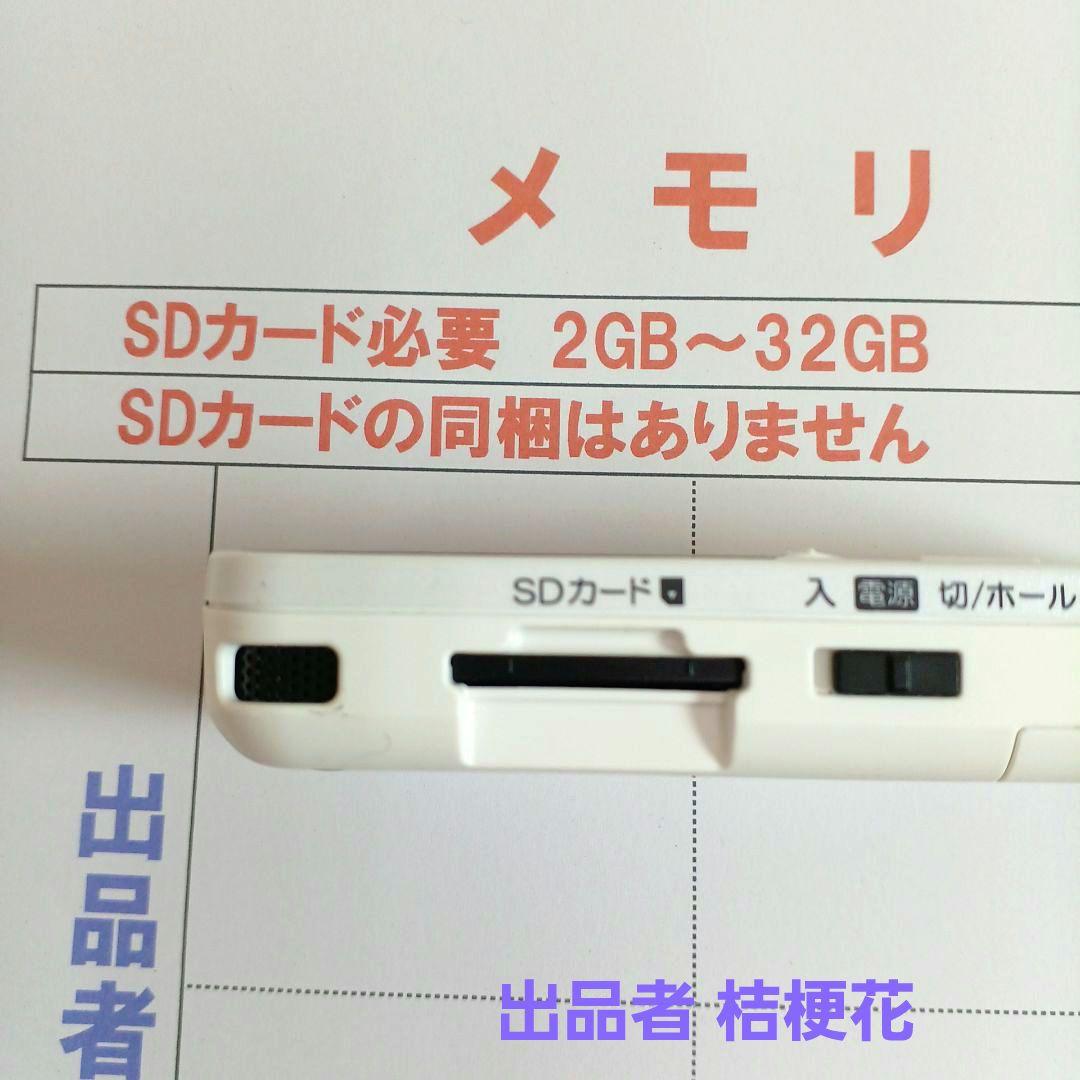 メモリ
SDカード必要 2GB～32GB
SDカードの同梱はありません
SDカード 入 電源 切/ホール
出品者
出品者 桔梗花